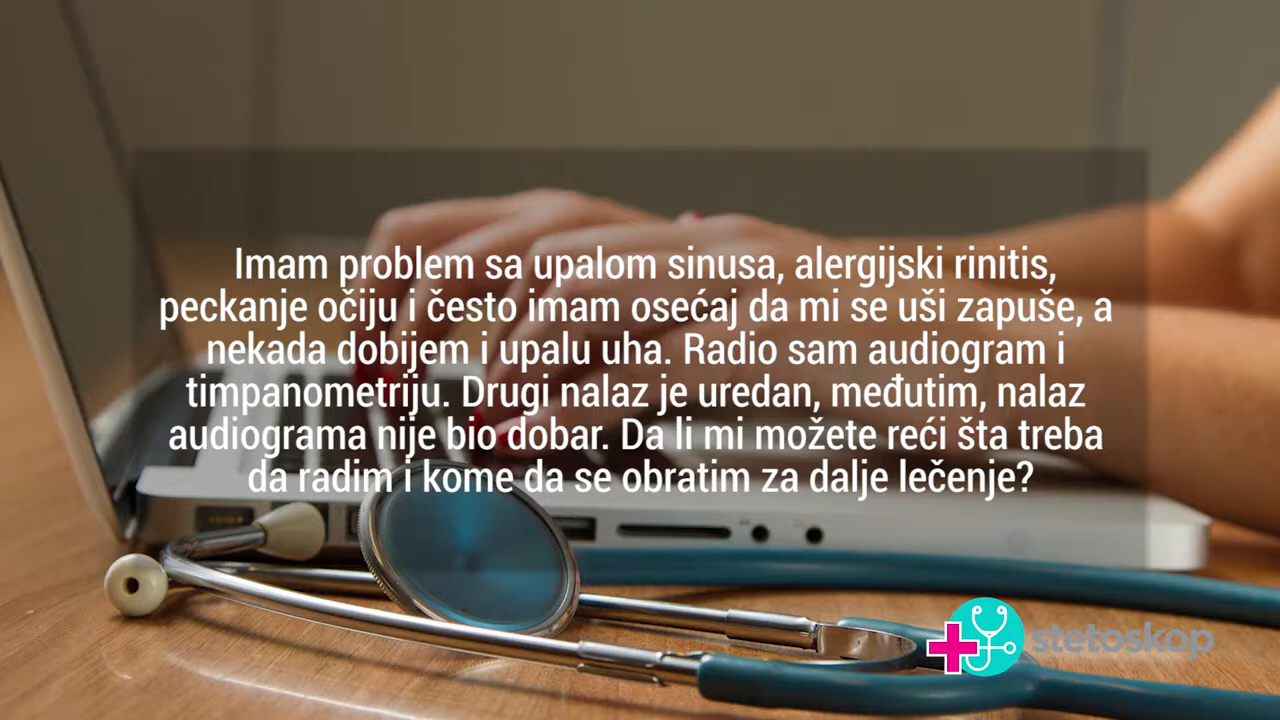 Imam problem sa upalom sinusa, alergijski rinitis,
peckanje očiju i često imam osećaj da mi se uši zapuše, a
nekada dobijem i upalu uha. Radio sam audiogram i
timpanometriju. Drugi nalaz je uredan, međutim, nalaz
audiograma nije bio dobar. Da li mi možete reći šta treba
da radim i kome da se obratim za dalje lečenje?
stetoskop